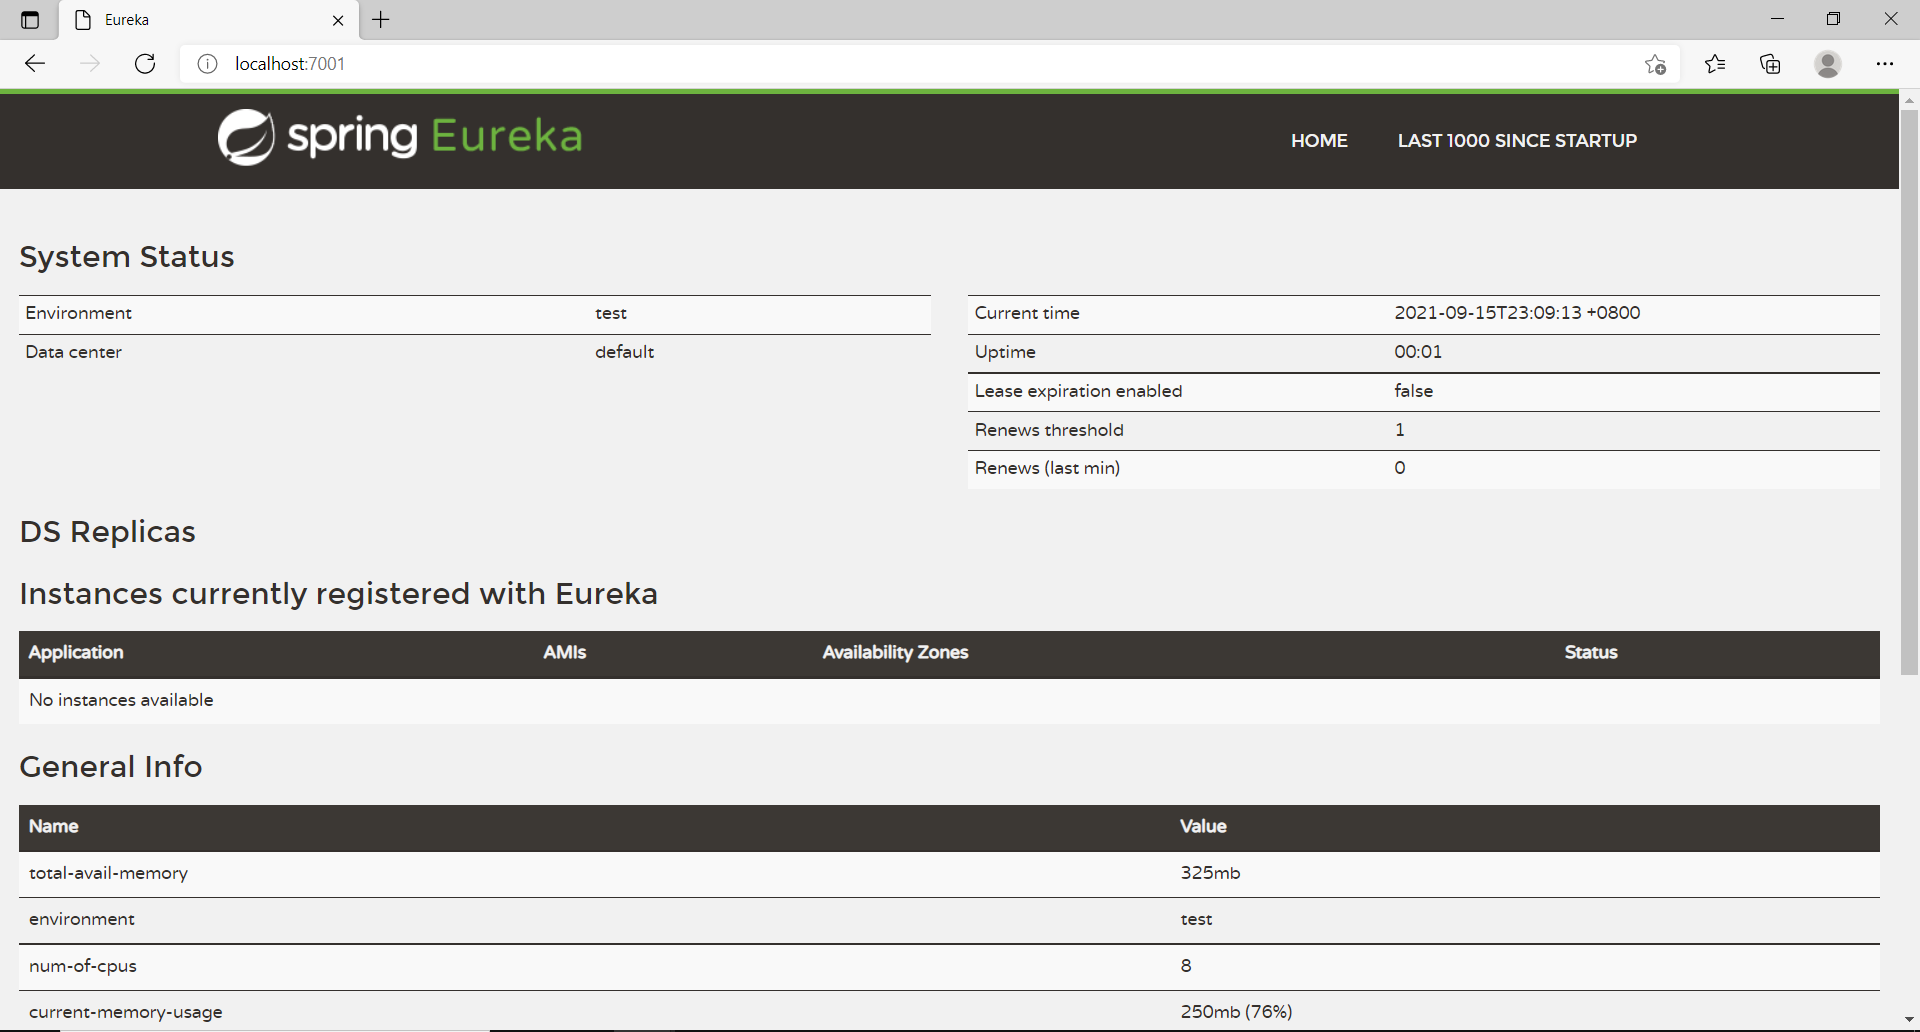 Eureka
localhost:7001
spring Eureka
HOME LAST 1000 SINCE STARTUP
System Status
Environment test
Data center default
Current time 2021-09-15T23:09:13 +0800
Uptime 00:01
Lease expiration enabled false
Renews threshold 1
Renews (last min) 0
DS Replicas
Instances currently registered with Eureka
Application AMIs Availability Zones Status
No instances available
General Info
Name Value
total-avail-memory 325mb
environment test
num-of-cpus 8
current-memory-usage 250mb (76%)